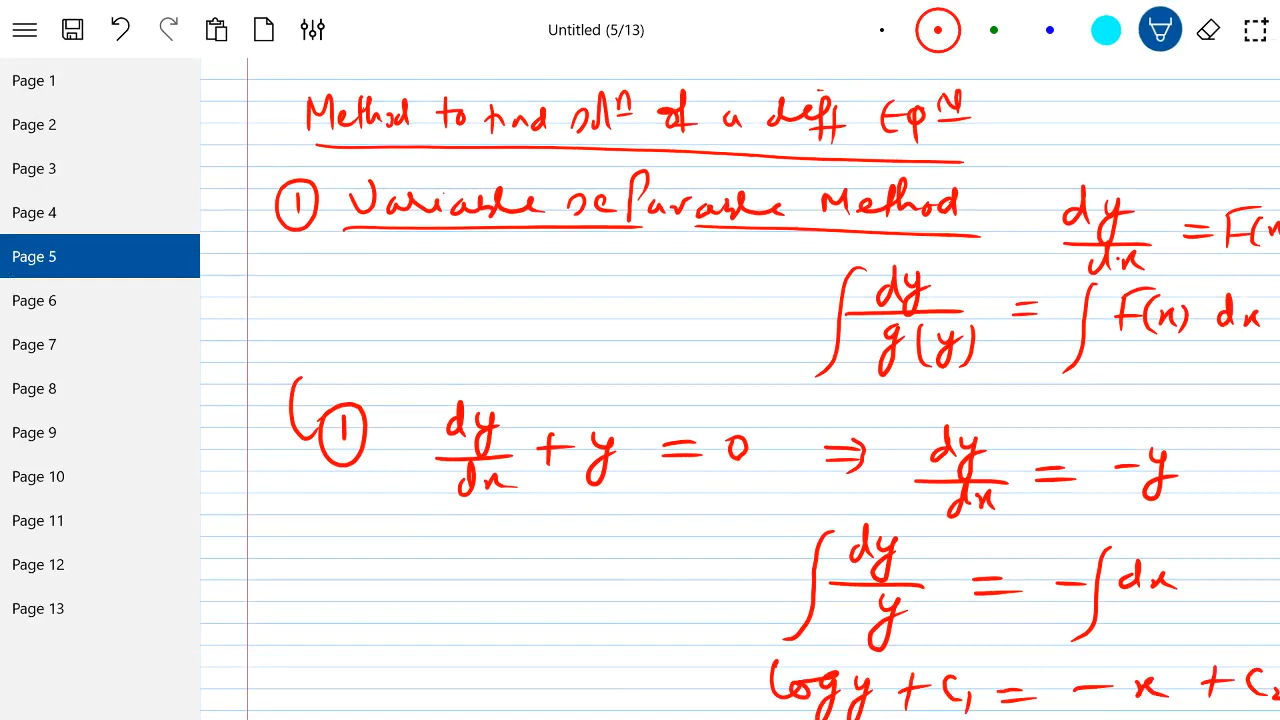 Untitled (5/13)
Page 1
Page 2
Page 3
Page 4
Page 5
Page 6
Page 7
Page 8
Page 9
Page 10
Page 11
Page 12
Page 13
Method to find solⁿ of a diff Eqⁿ
① Variable separable Method
dy/dx = F(x
∫ dy/g(y) = ∫ F(x) dx
① dy/dx + y = 0 ⇒ dy/dx = -y
∫ dy/y = -∫ dx
log y + C₁ = -x + C₂